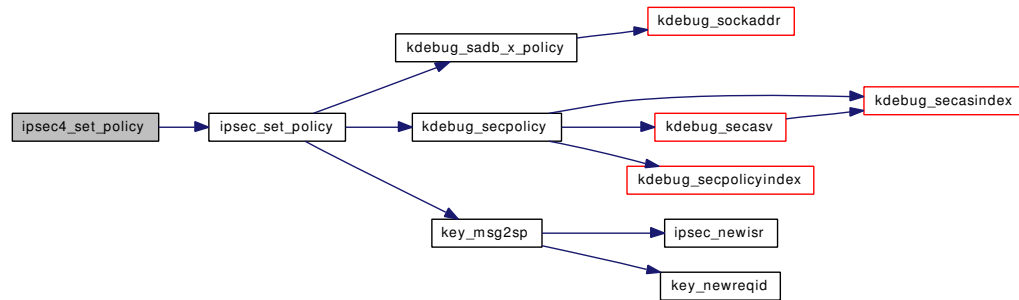 kdebug_sockaddr
kdebug_sadb_x_policy
kdebug_secasindex
ipsec4_set_policy
ipsec_set_policy
kdebug_secpolicy
kdebug_secasv
kdebug_secpolicyindex
key_msg2sp
ipsec_newisr
key_newreqid